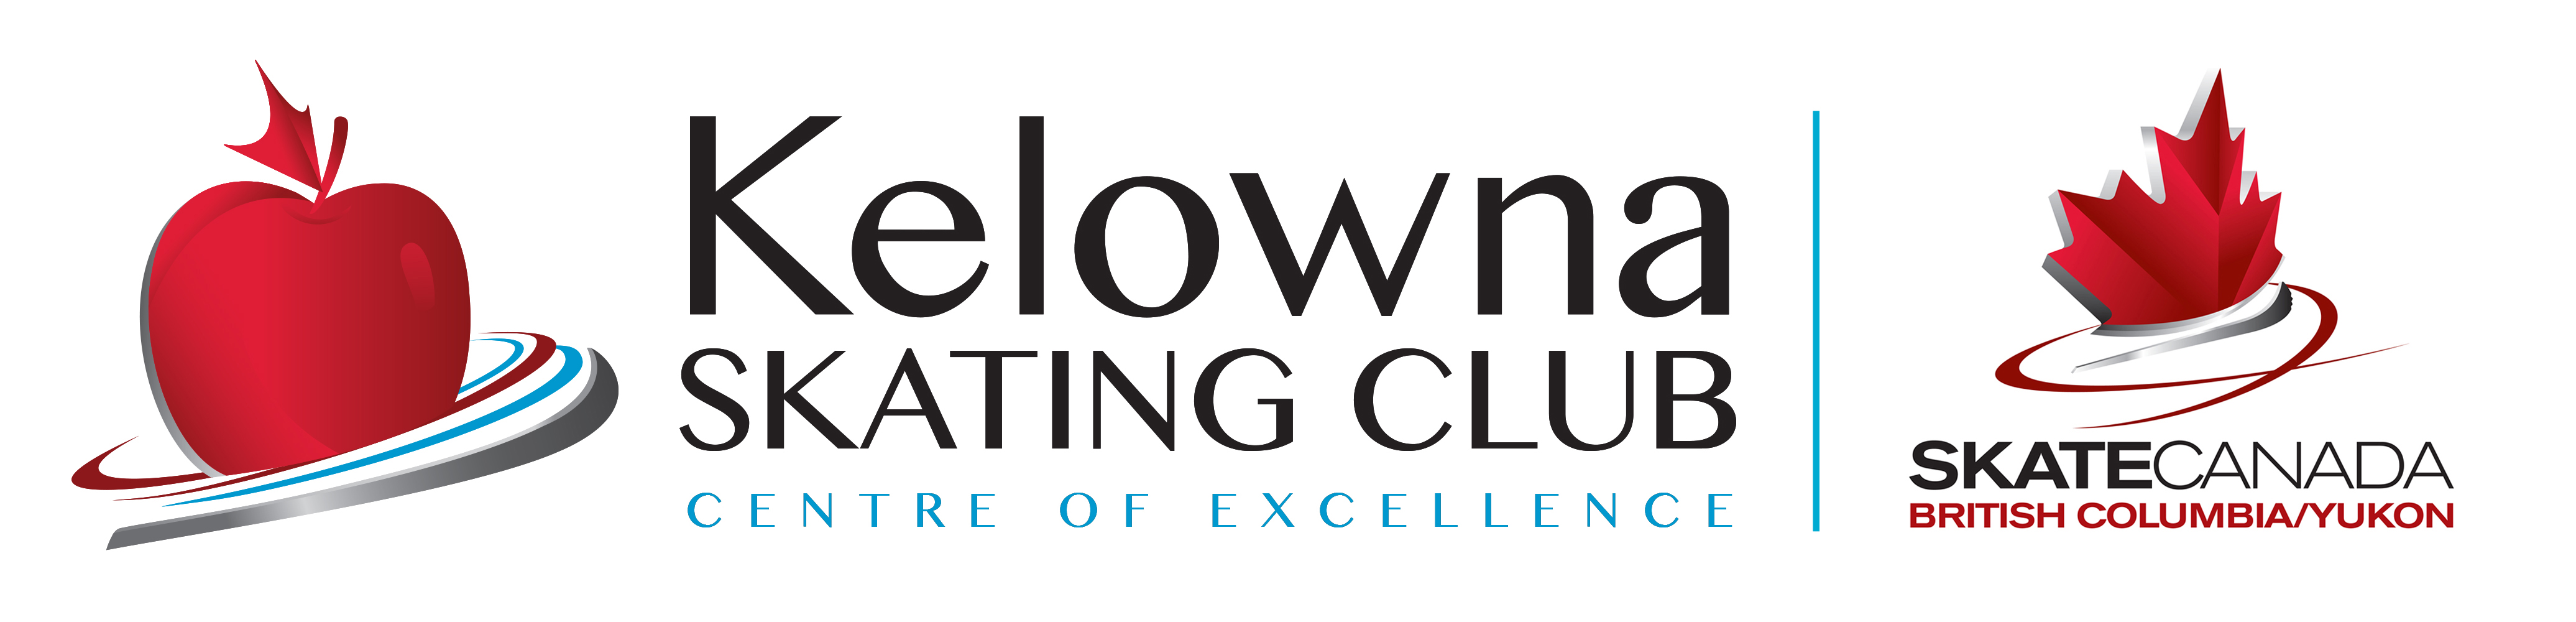 Kelowna
SKATING CLUB
CENTRE OF EXCELLENCE
SKATECANADA
BRITISH COLUMBIA/YUKON